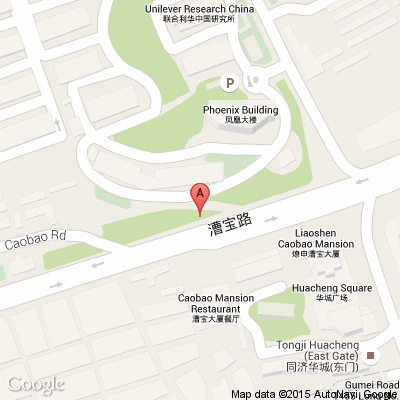 Unilever Research China
联合利华中国研究所
P
Phoenix Building
凤凰大楼
A
Caobao Rd
漕宝路
Liaoshen
Caobao Mansion
燎申漕宝大厦
Huacheng Square
华城广场
Caobao Mansion
Restaurant
漕宝大厦餐厅
Tongji Huacheng
(East Gate)
同济华城(东门)
Gumei Road
Google
Map data ©2015 AutoNavi, Google